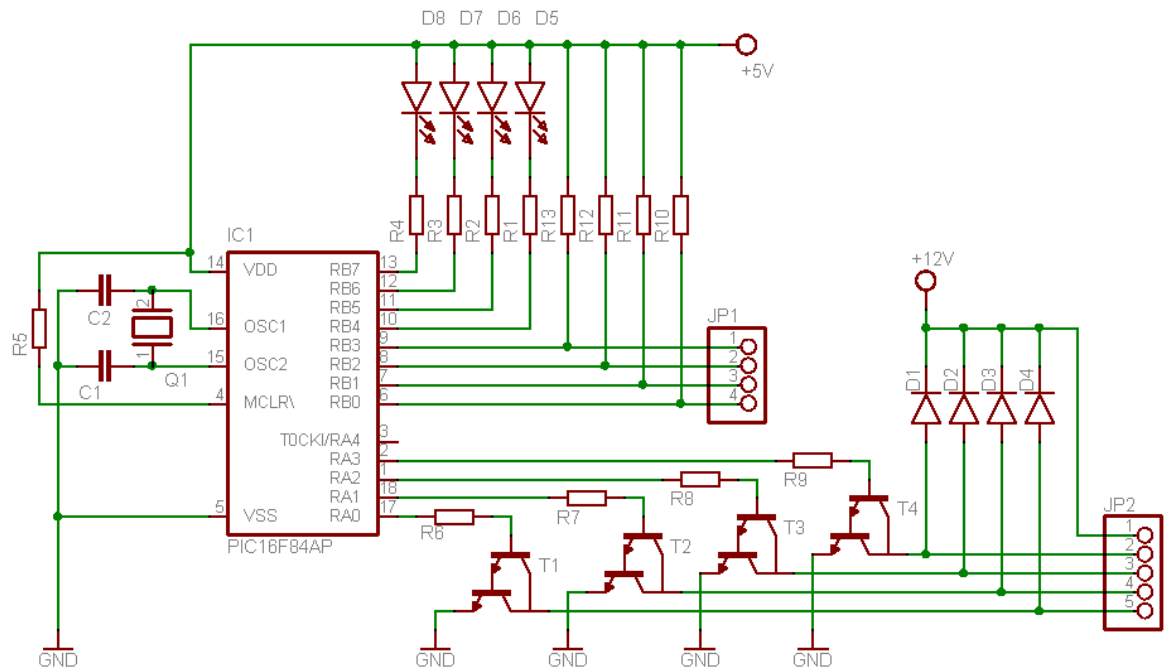 D8 D7 D6 D5
+5V
R4 R3 R2 R1 R13 R12 R11 R10
IC1
14 VDD RB7 13
RB6 12
RB5 11
16 OSC1 RB4 10
RB3 9
15 OSC2 RB2 8
RB1 7
4 MCLR\ RB0 6
T0CKI/RA4 3
RA3 2
RA2 1
RA1 18
5 VSS RA0 17
PIC16F84AP
R5
C2
2
1
C1
Q1
JP1
1
2
3
4
+12V
D1 D2 D3 D4
R9
R8
R7
R6
T4
T3
T2
T1
JP2
1
2
3
4
5
GND GND GND GND GND